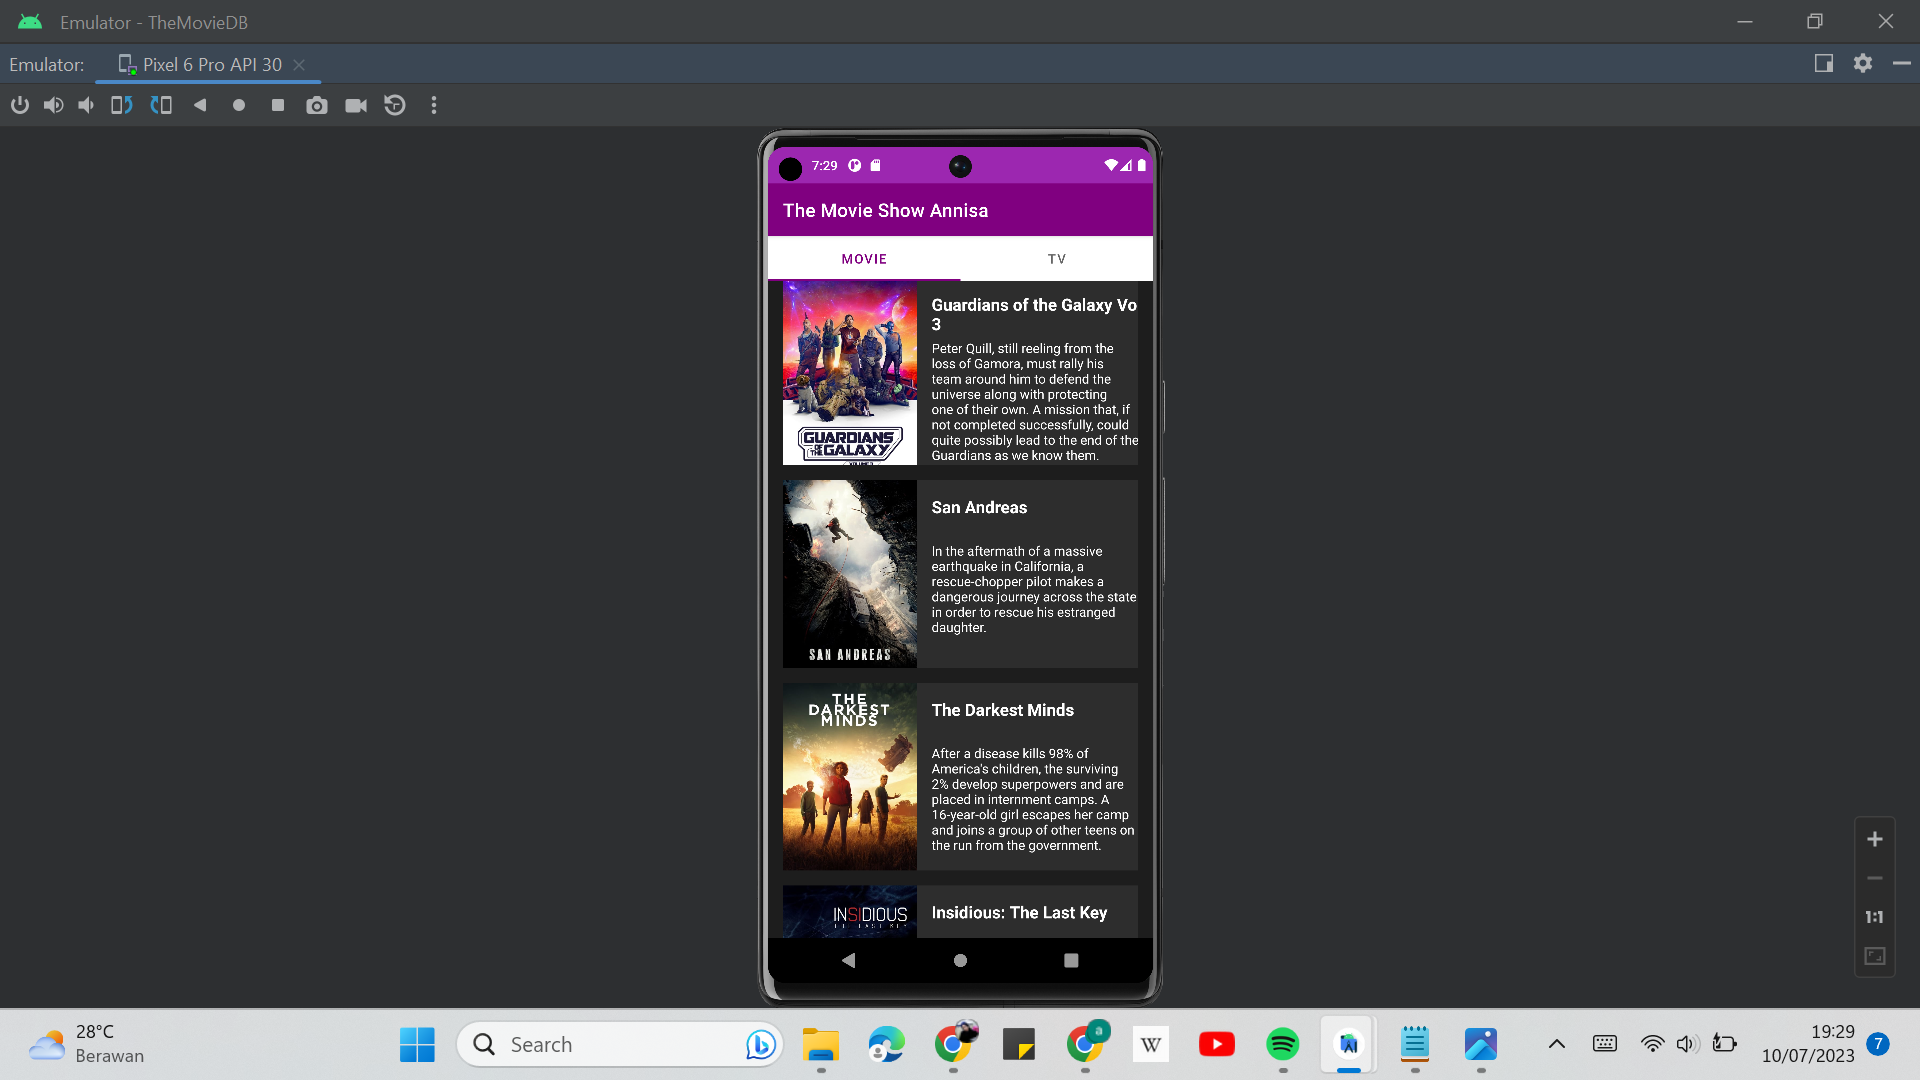 Emulator - TheMovieDB
Emulator:
Pixel 6 Pro API 30
7:29
The Movie Show Annisa
MOVIE
TV
GUARDIANS
OF THE GALAXY
Guardians of the Galaxy Vo
3
Peter Quill, still reeling from the
loss of Gamora, must rally his
team around him to defend the
universe along with protecting
one of their own. A mission that, if
not completed successfully, could
quite possibly lead to the end of the
Guardians as we know them.
SAN ANDREAS
San Andreas
In the aftermath of a massive
earthquake in California, a
rescue-chopper pilot makes a
dangerous journey across the state
in order to rescue his estranged
daughter.
THE
DARKEST
MINDS
The Darkest Minds
After a disease kills 98% of
America's children, the surviving
2% develop superpowers and are
placed in internment camps. A
16-year-old girl escapes her camp
and joins a group of other teens on
the run from the government.
INSIDIOUS
THE LAST KEY
Insidious: The Last Key
1:1
28°C
Berawan
Search
a
W
19:29
10/07/2023
7